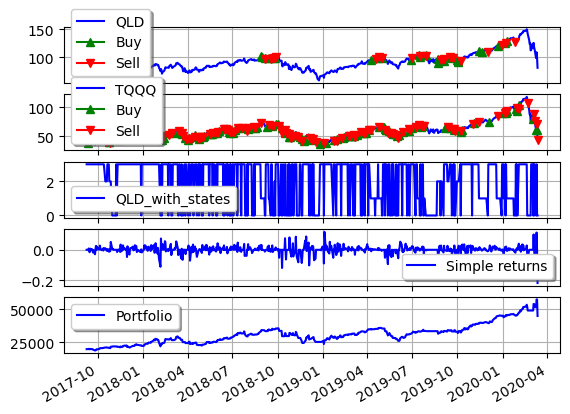 QLD
Buy
Sell
150
100
TQQQ
Buy
Sell
100
50
QLD_with_states
2
0
Simple returns
0.0
−0.2
Portfolio
50000
25000
2017-10
2018-01
2018-04
2018-07
2018-10
2019-01
2019-04
2019-07
2019-10
2020-01
2020-04